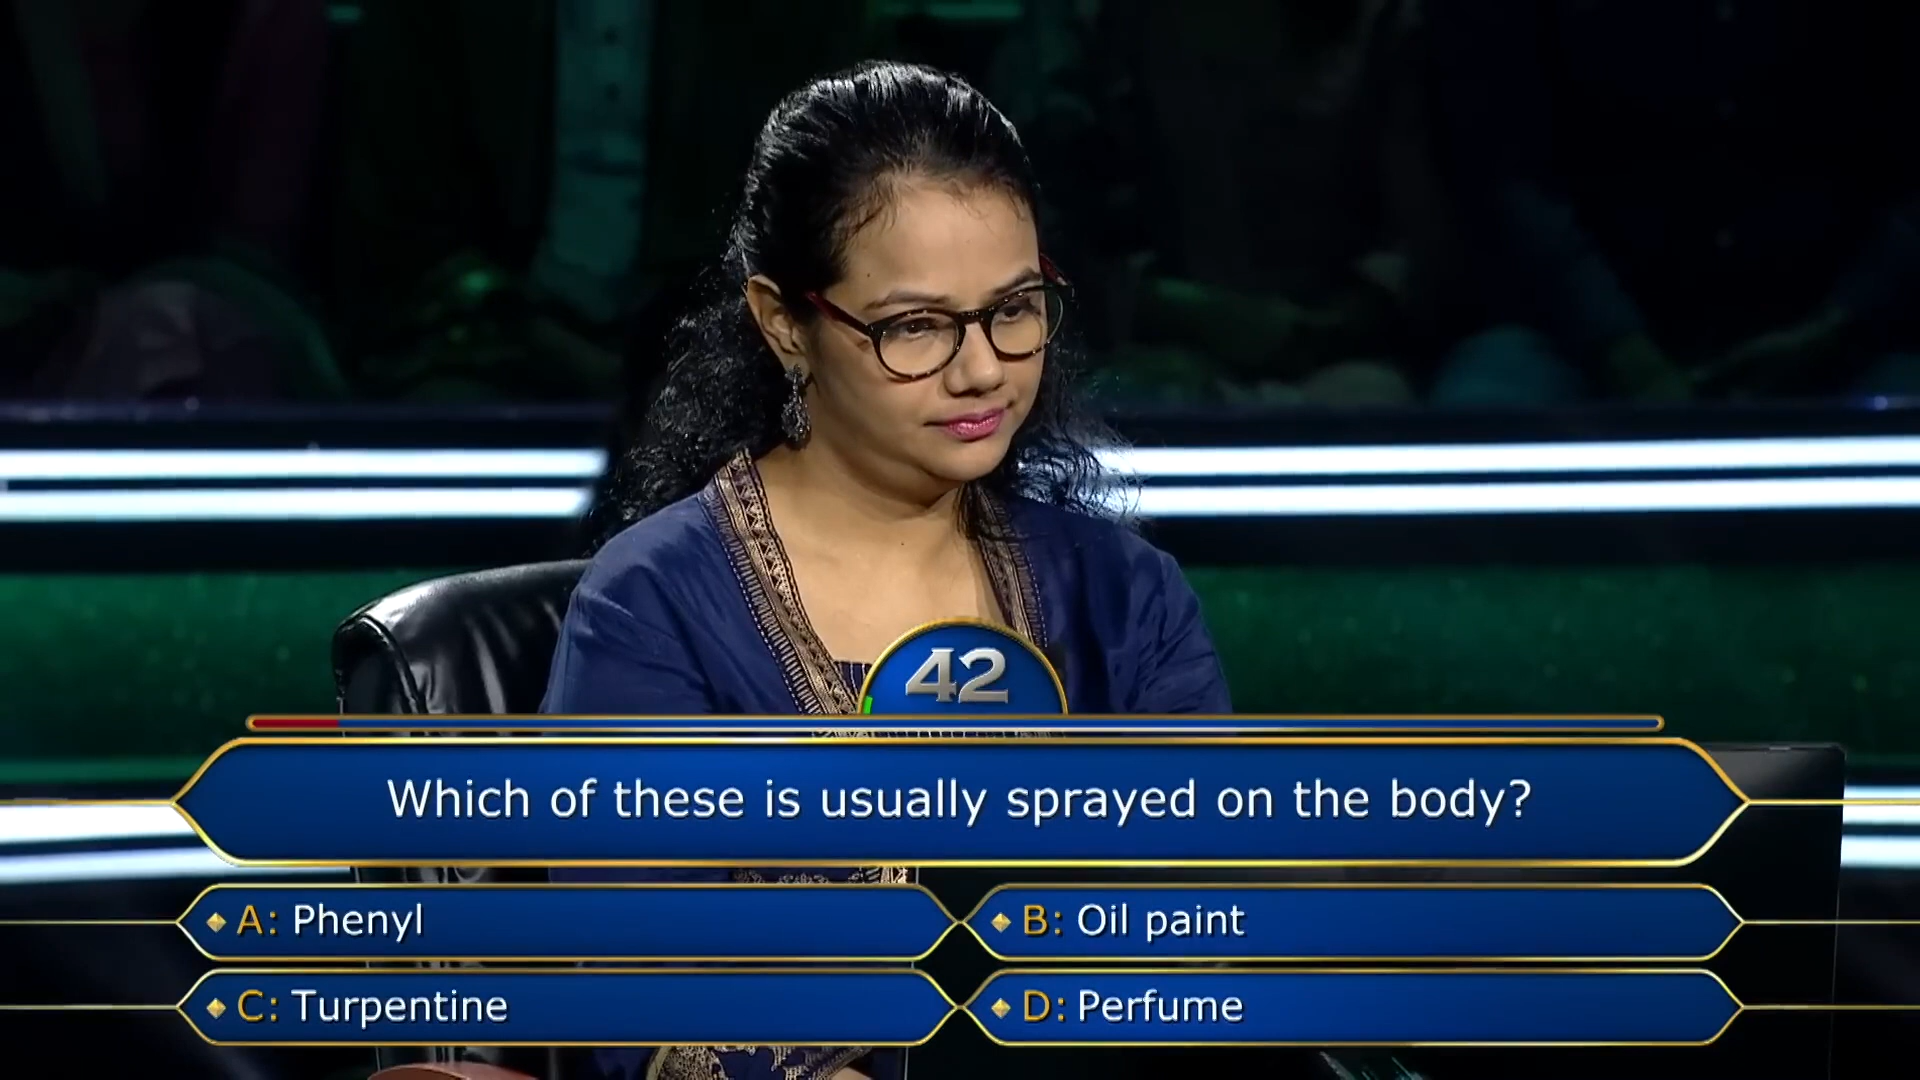 42
Which of these is usually sprayed on the body?
A: Phenyl
B: Oil paint
C: Turpentine
D: Perfume